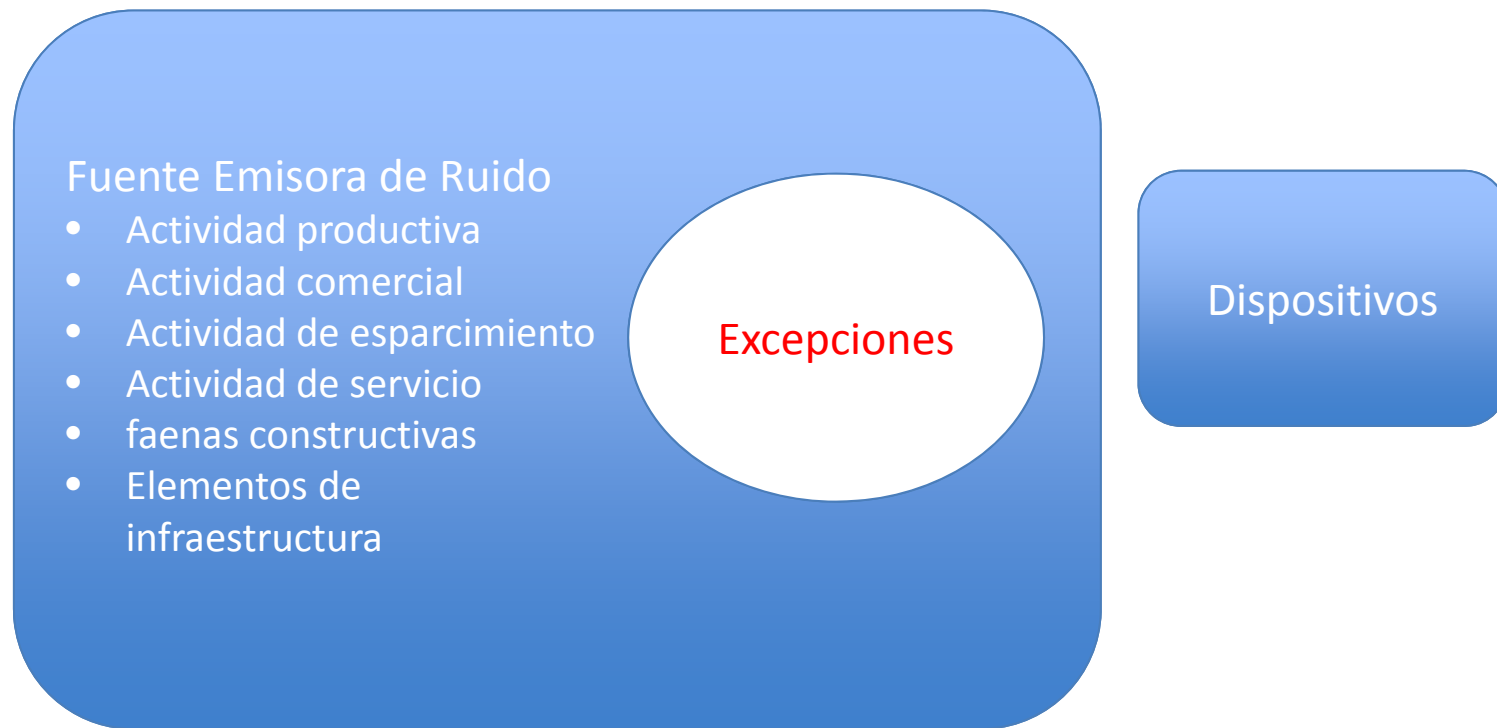 Fuente Emisora de Ruido
• Actividad productiva
• Actividad comercial
• Actividad de esparcimiento
• Actividad de servicio
• faenas constructivas
• Elementos de
infraestructura
Excepciones
Dispositivos